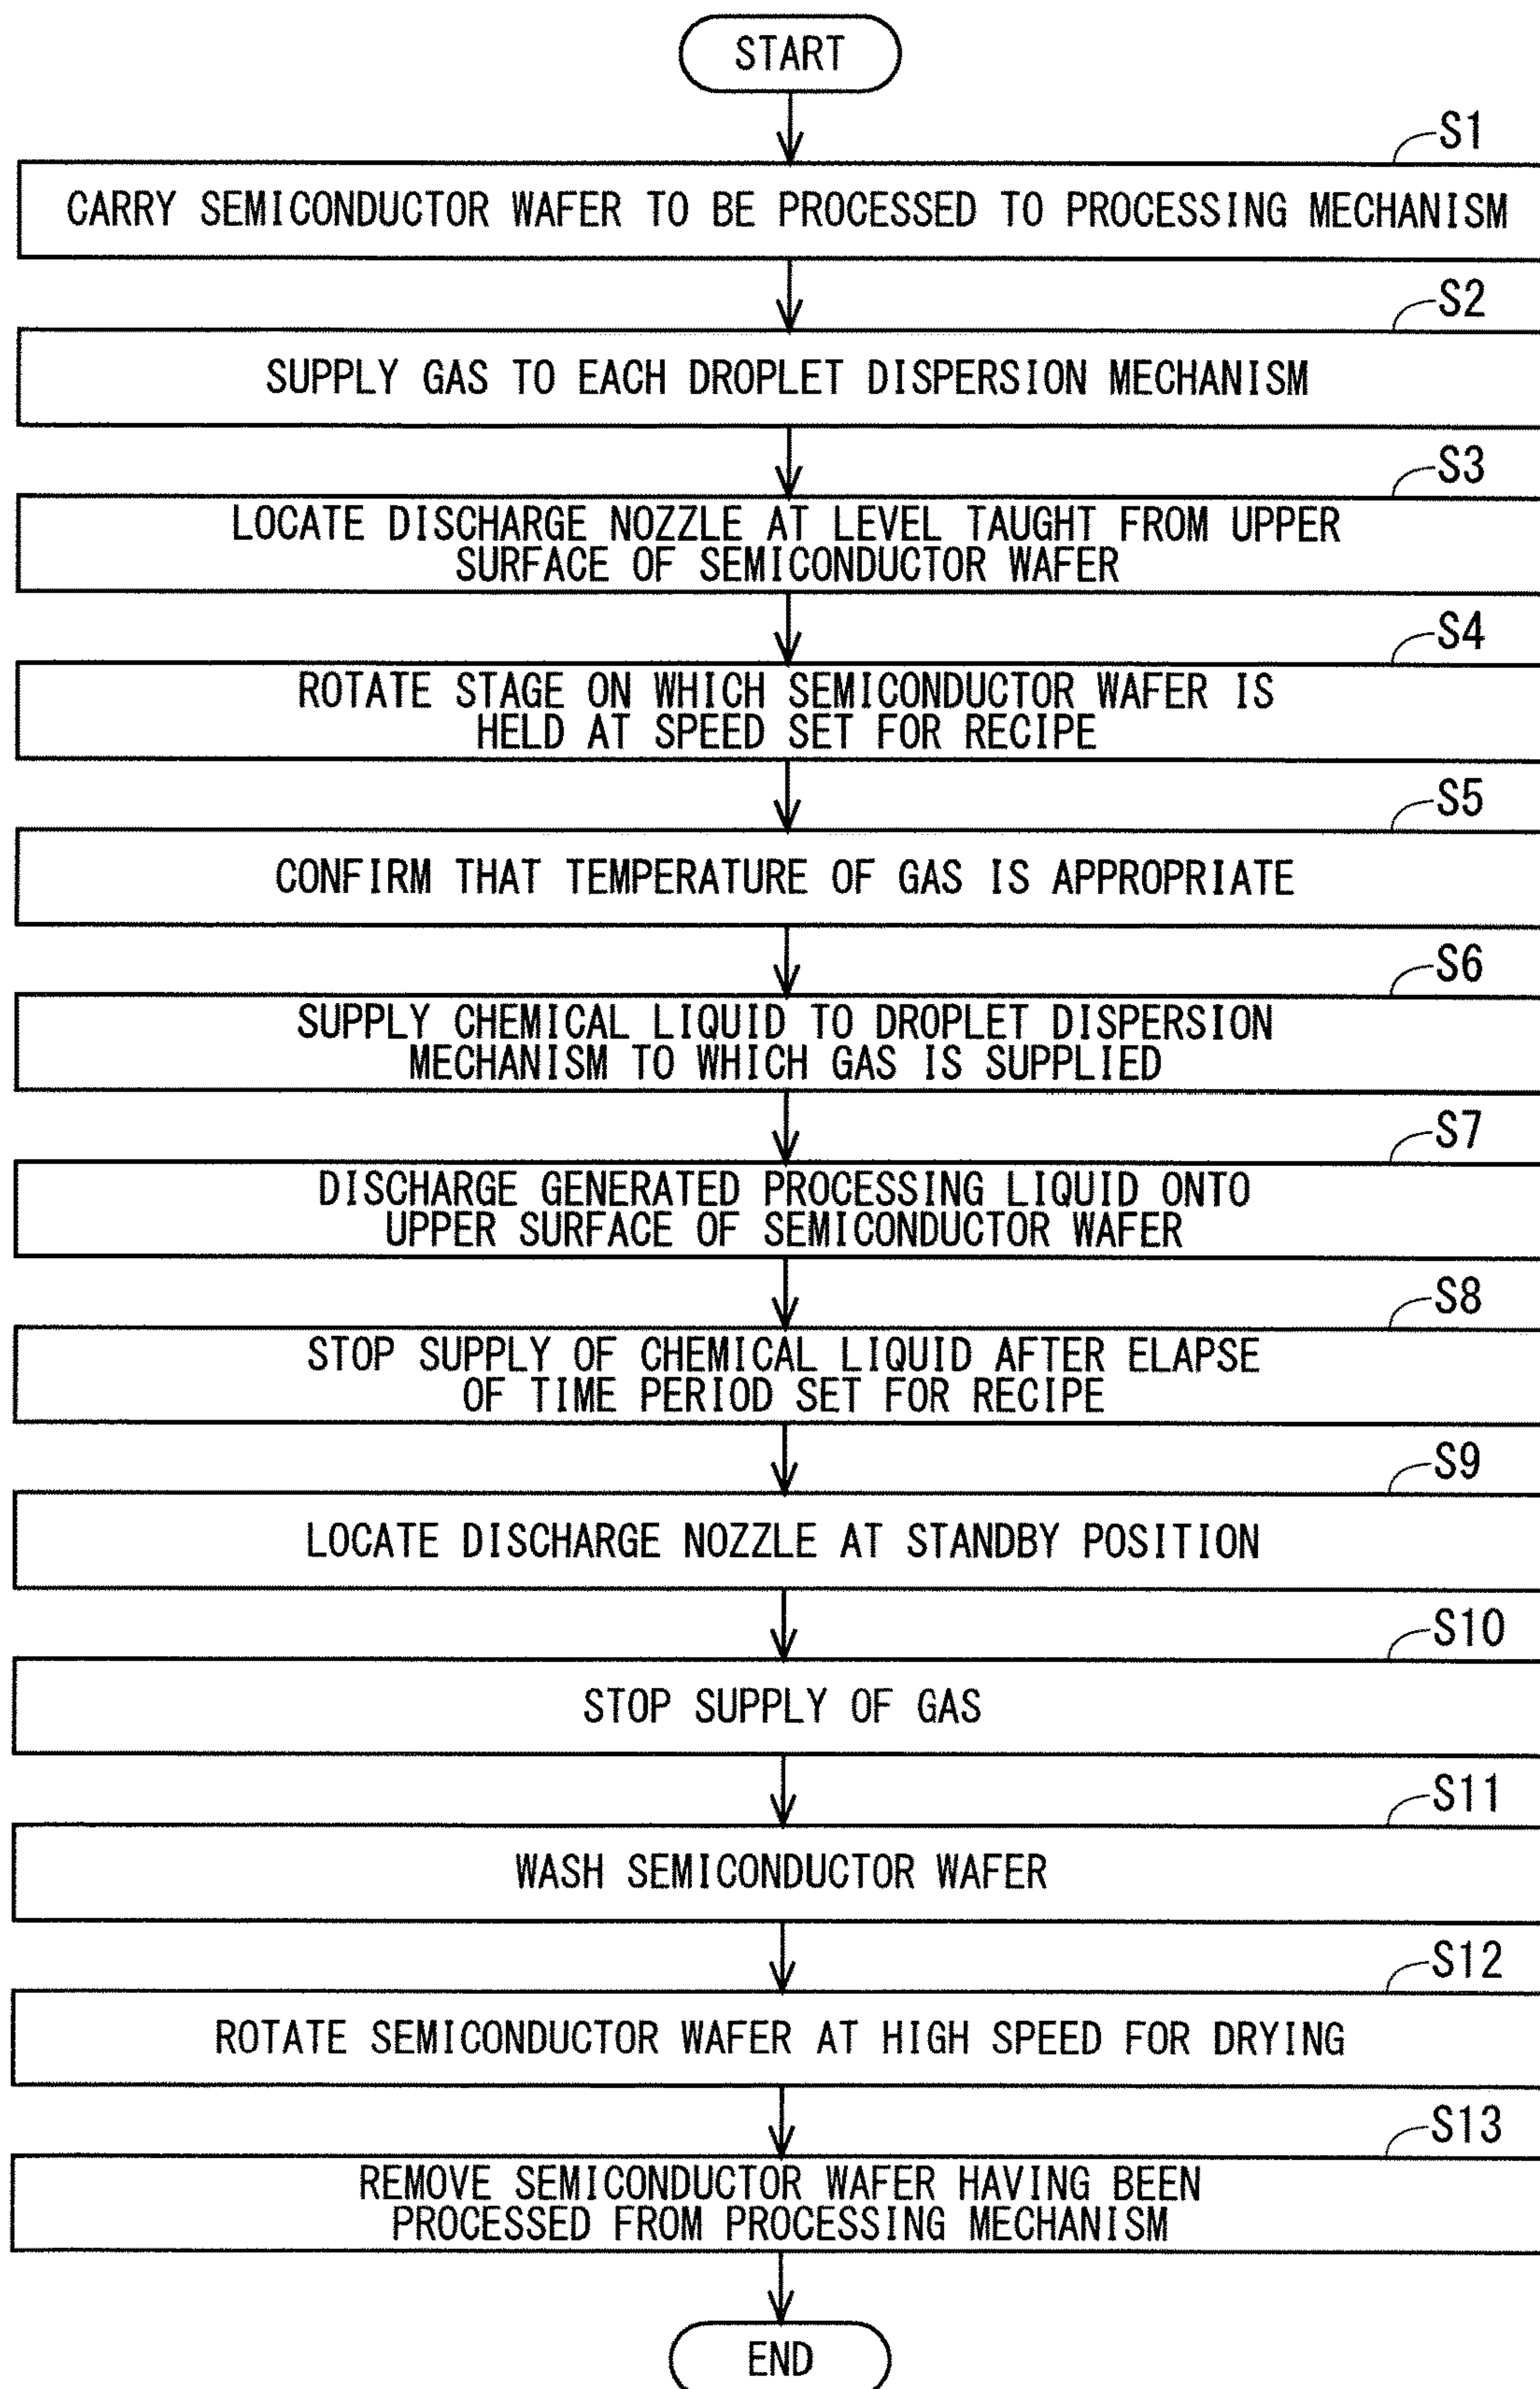 START
S1
CARRY SEMICONDUCTOR WAFER TO BE PROCESSED TO PROCESSING MECHANISM
S2
SUPPLY GAS TO EACH DROPLET DISPERSION MECHANISM
S3
LOCATE DISCHARGE NOZZLE AT LEVEL TAUGHT FROM UPPER
SURFACE OF SEMICONDUCTOR WAFER
S4
ROTATE STAGE ON WHICH SEMICONDUCTOR WAFER IS
HELD AT SPEED SET FOR RECIPE
S5
CONFIRM THAT TEMPERATURE OF GAS IS APPROPRIATE
S6
SUPPLY CHEMICAL LIQUID TO DROPLET DISPERSION
MECHANISM TO WHICH GAS IS SUPPLIED
S7
DISCHARGE GENERATED PROCESSING LIQUID ONTO
UPPER SURFACE OF SEMICONDUCTOR WAFER
S8
STOP SUPPLY OF CHEMICAL LIQUID AFTER ELAPSE
OF TIME PERIOD SET FOR RECIPE
S9
LOCATE DISCHARGE NOZZLE AT STANDBY POSITION
S10
STOP SUPPLY OF GAS
S11
WASH SEMICONDUCTOR WAFER
S12
ROTATE SEMICONDUCTOR WAFER AT HIGH SPEED FOR DRYING
S13
REMOVE SEMICONDUCTOR WAFER HAVING BEEN
PROCESSED FROM PROCESSING MECHANISM
END